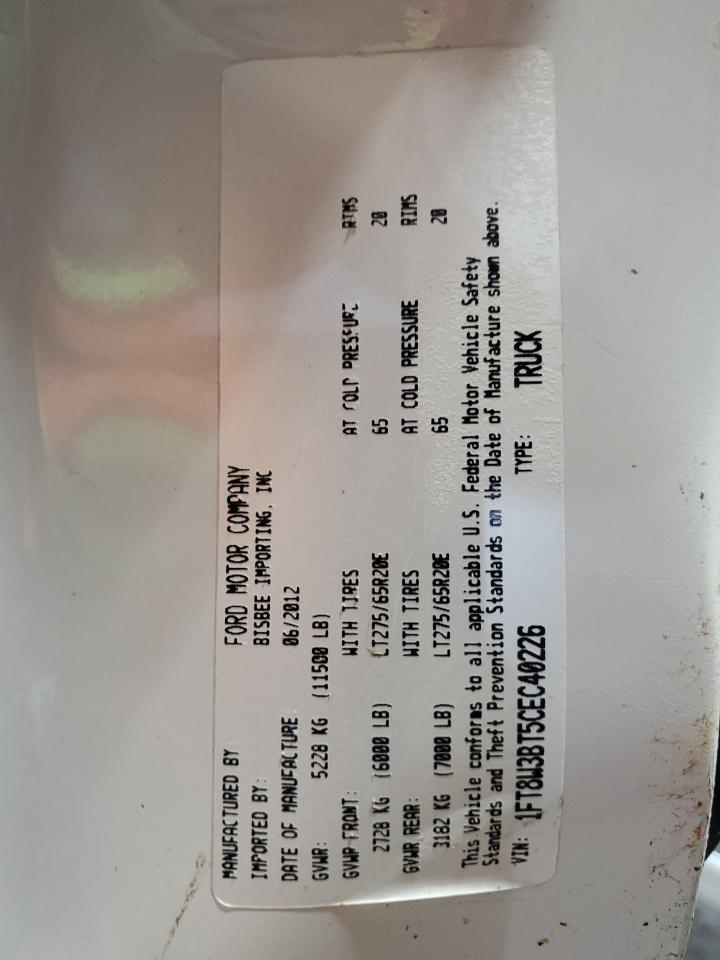 MANUFACTURED BY FORD MOTOR COMPANY
IMPORTED BY: BISBEE IMPORTING, INC
DATE OF MANUFACTURE 06/2012
GVWR: 5228 KG (11500 LB)
GVWR FRONT: WITH TIRES AT COLD PRESSURE RIMS
2728 KG (6000 LB) LT275/65R20E 65 20
GVWR REAR: WITH TIRES AT COLD PRESSURE RIMS
3182 KG (7000 LB) LT275/65R20E 65 20
This Vehicle conforms to all applicable U.S. Federal Motor Vehicle Safety
Standards and Theft Prevention Standards on the Date of Manufacture shown above.
VIN: 1FT8W3BT5CEC40226 TYPE: TRUCK